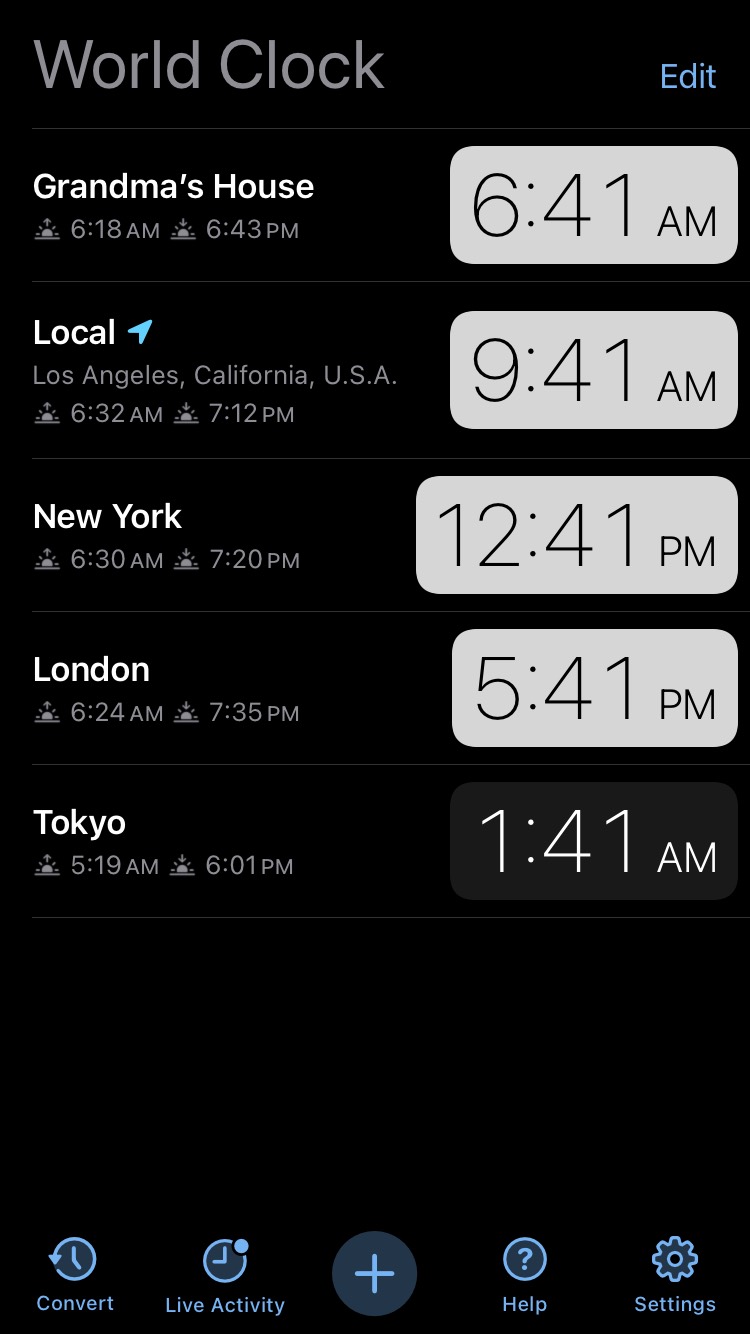 World Clock
Edit
Grandma’s House
6:18 AM 6:43 PM
6:41 AM
Local
Los Angeles, California, U.S.A.
6:32 AM 7:12 PM
9:41 AM
New York
6:30 AM 7:20 PM
12:41 PM
London
6:24 AM 7:35 PM
5:41 PM
Tokyo
5:19 AM 6:01 PM
1:41 AM
Convert
Live Activity
Help
Settings